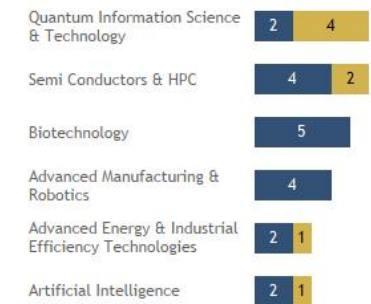 Quantum Information Science
& Technology
2 4
Semi Conductors & HPC
4 2
Biotechnology
5
Advanced Manufacturing &
Robotics
4
Advanced Energy & Industrial
Efficiency Technologies
2 1
Artificial Intelligence
2 1